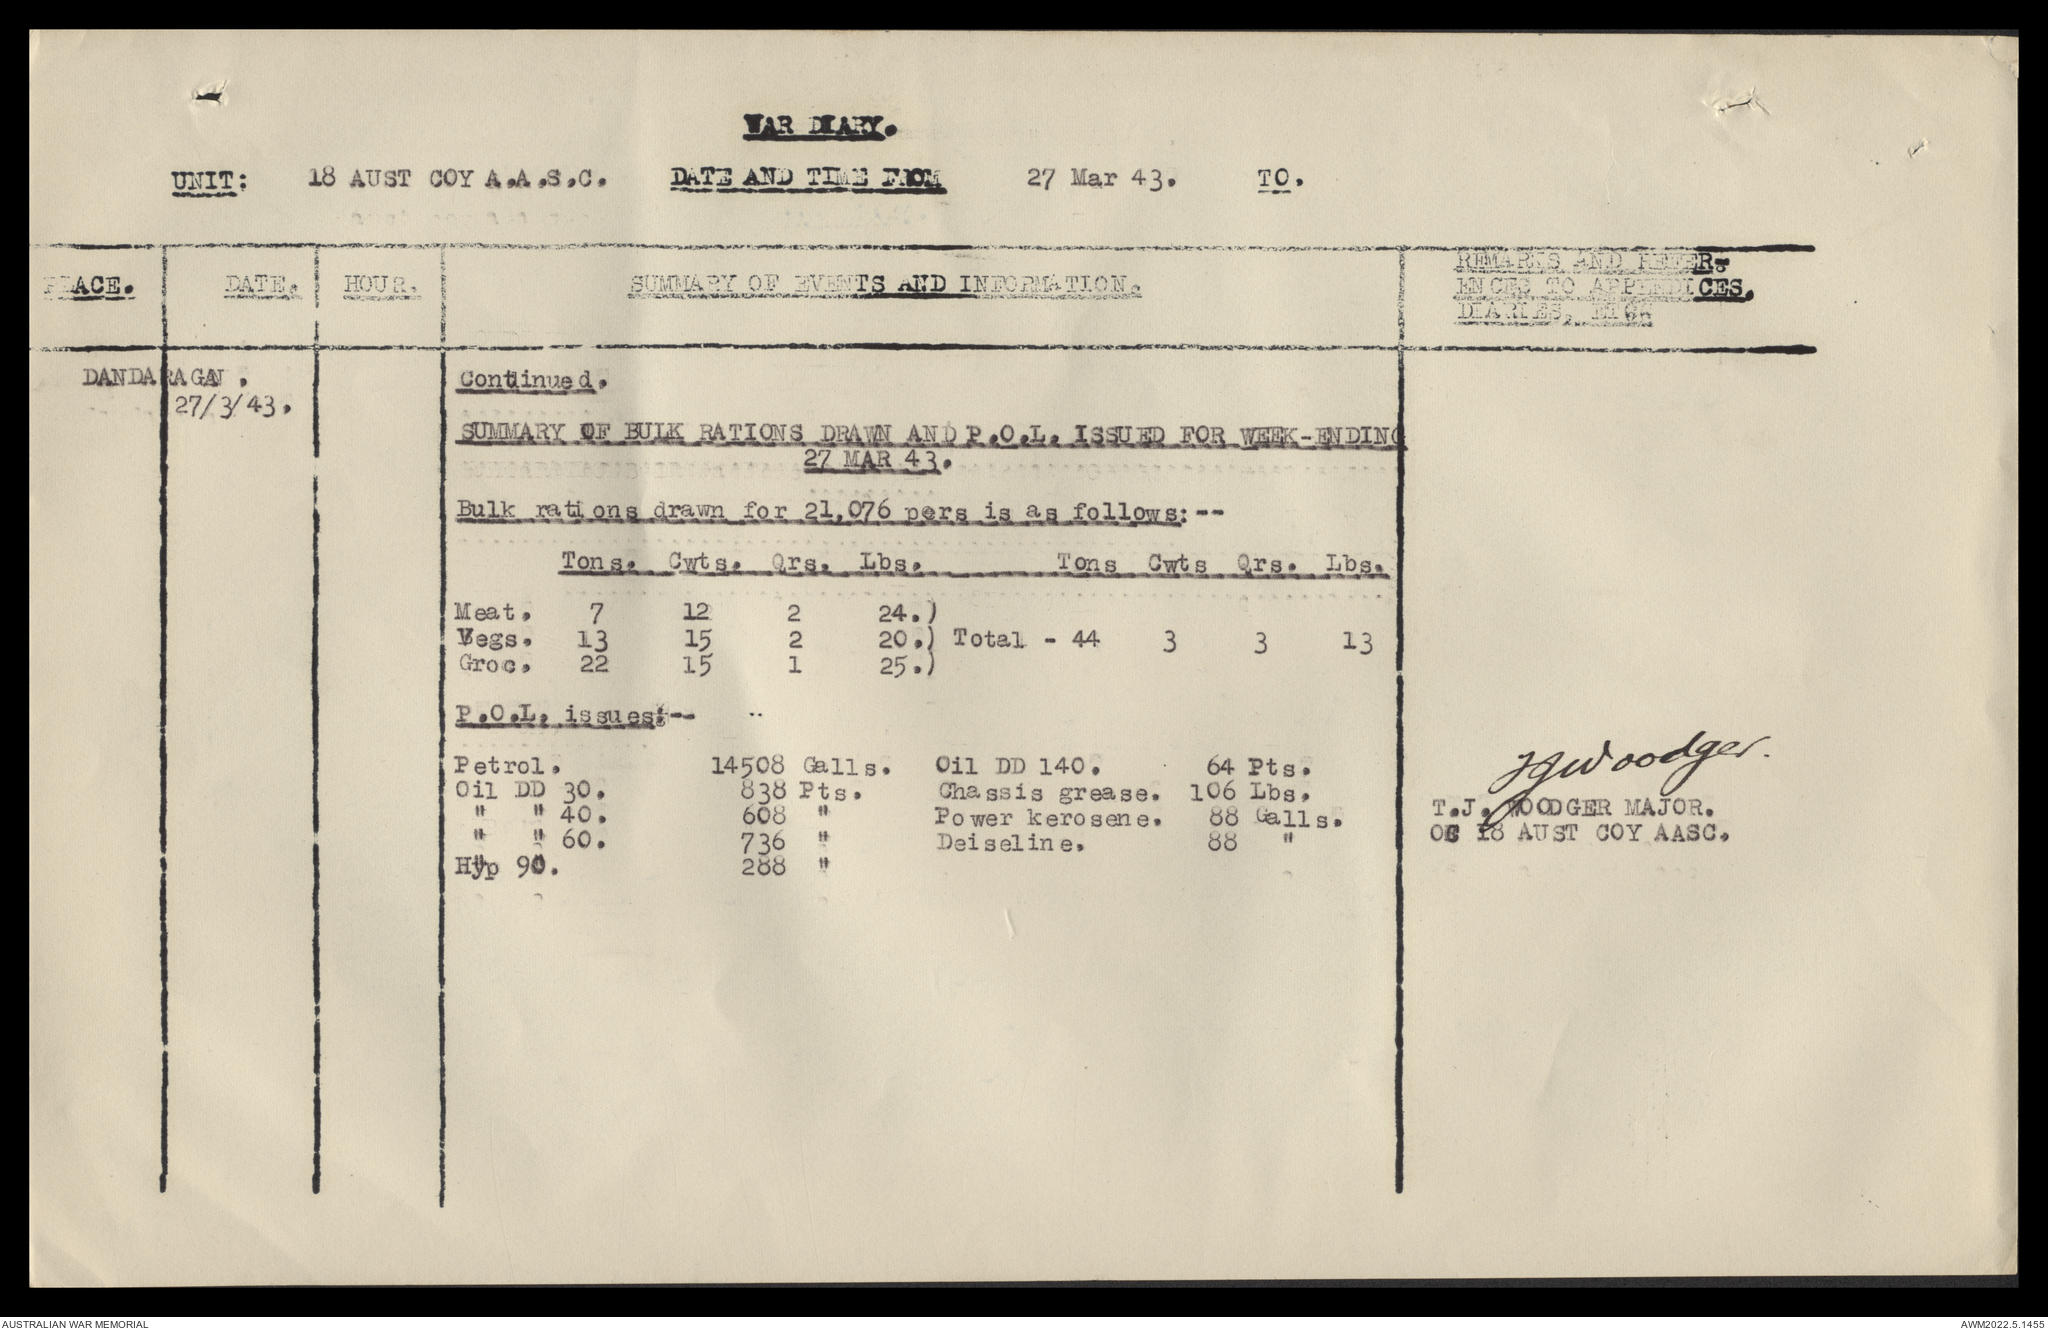 WAR DIARY.
UNIT: 18 AUST COY A.A.S.C. DATE AND TIME FROM 27 Mar 43. TO.
PLACE. DATE. HOUR. SUMMARY OF EVENTS AND INFORMATION. REMARKS AND REFER-
ENCES TO APPENDICES,
DIARIES, ETC.
DANDARAGAN. Continued.
27/3/43.
SUMMARY OF BULK RATIONS DRAWN AND P.O.L. ISSUED FOR WEEK-ENDING
27 MAR 43.
Bulk rations drawn for 21,076 pers is as follows:--
Tons. Cwts. Qrs. Lbs. Tons Cwts Qrs. Lbs.
Meat. 7 12 2 24.)
Vegs. 13 15 2 20.) Total - 44 3 3 13
Groc. 22 15 1 25.)
P.O.L. issues:--
Petrol. 14508 Galls. Oil DD 140. 64 Pts.
Oil DD 30. 838 Pts. Chassis grease. 106 Lbs.
" " 40. 608 " Power kerosene. 88 Galls.
" " 60. 736 " Deiseline. 88 "
Hyp 90. 288 "
TJWoodger.
T.J. WOODGER MAJOR.
OC 18 AUST COY AASC.
AUSTRALIAN WAR MEMORIAL
AWM2022.5.1455